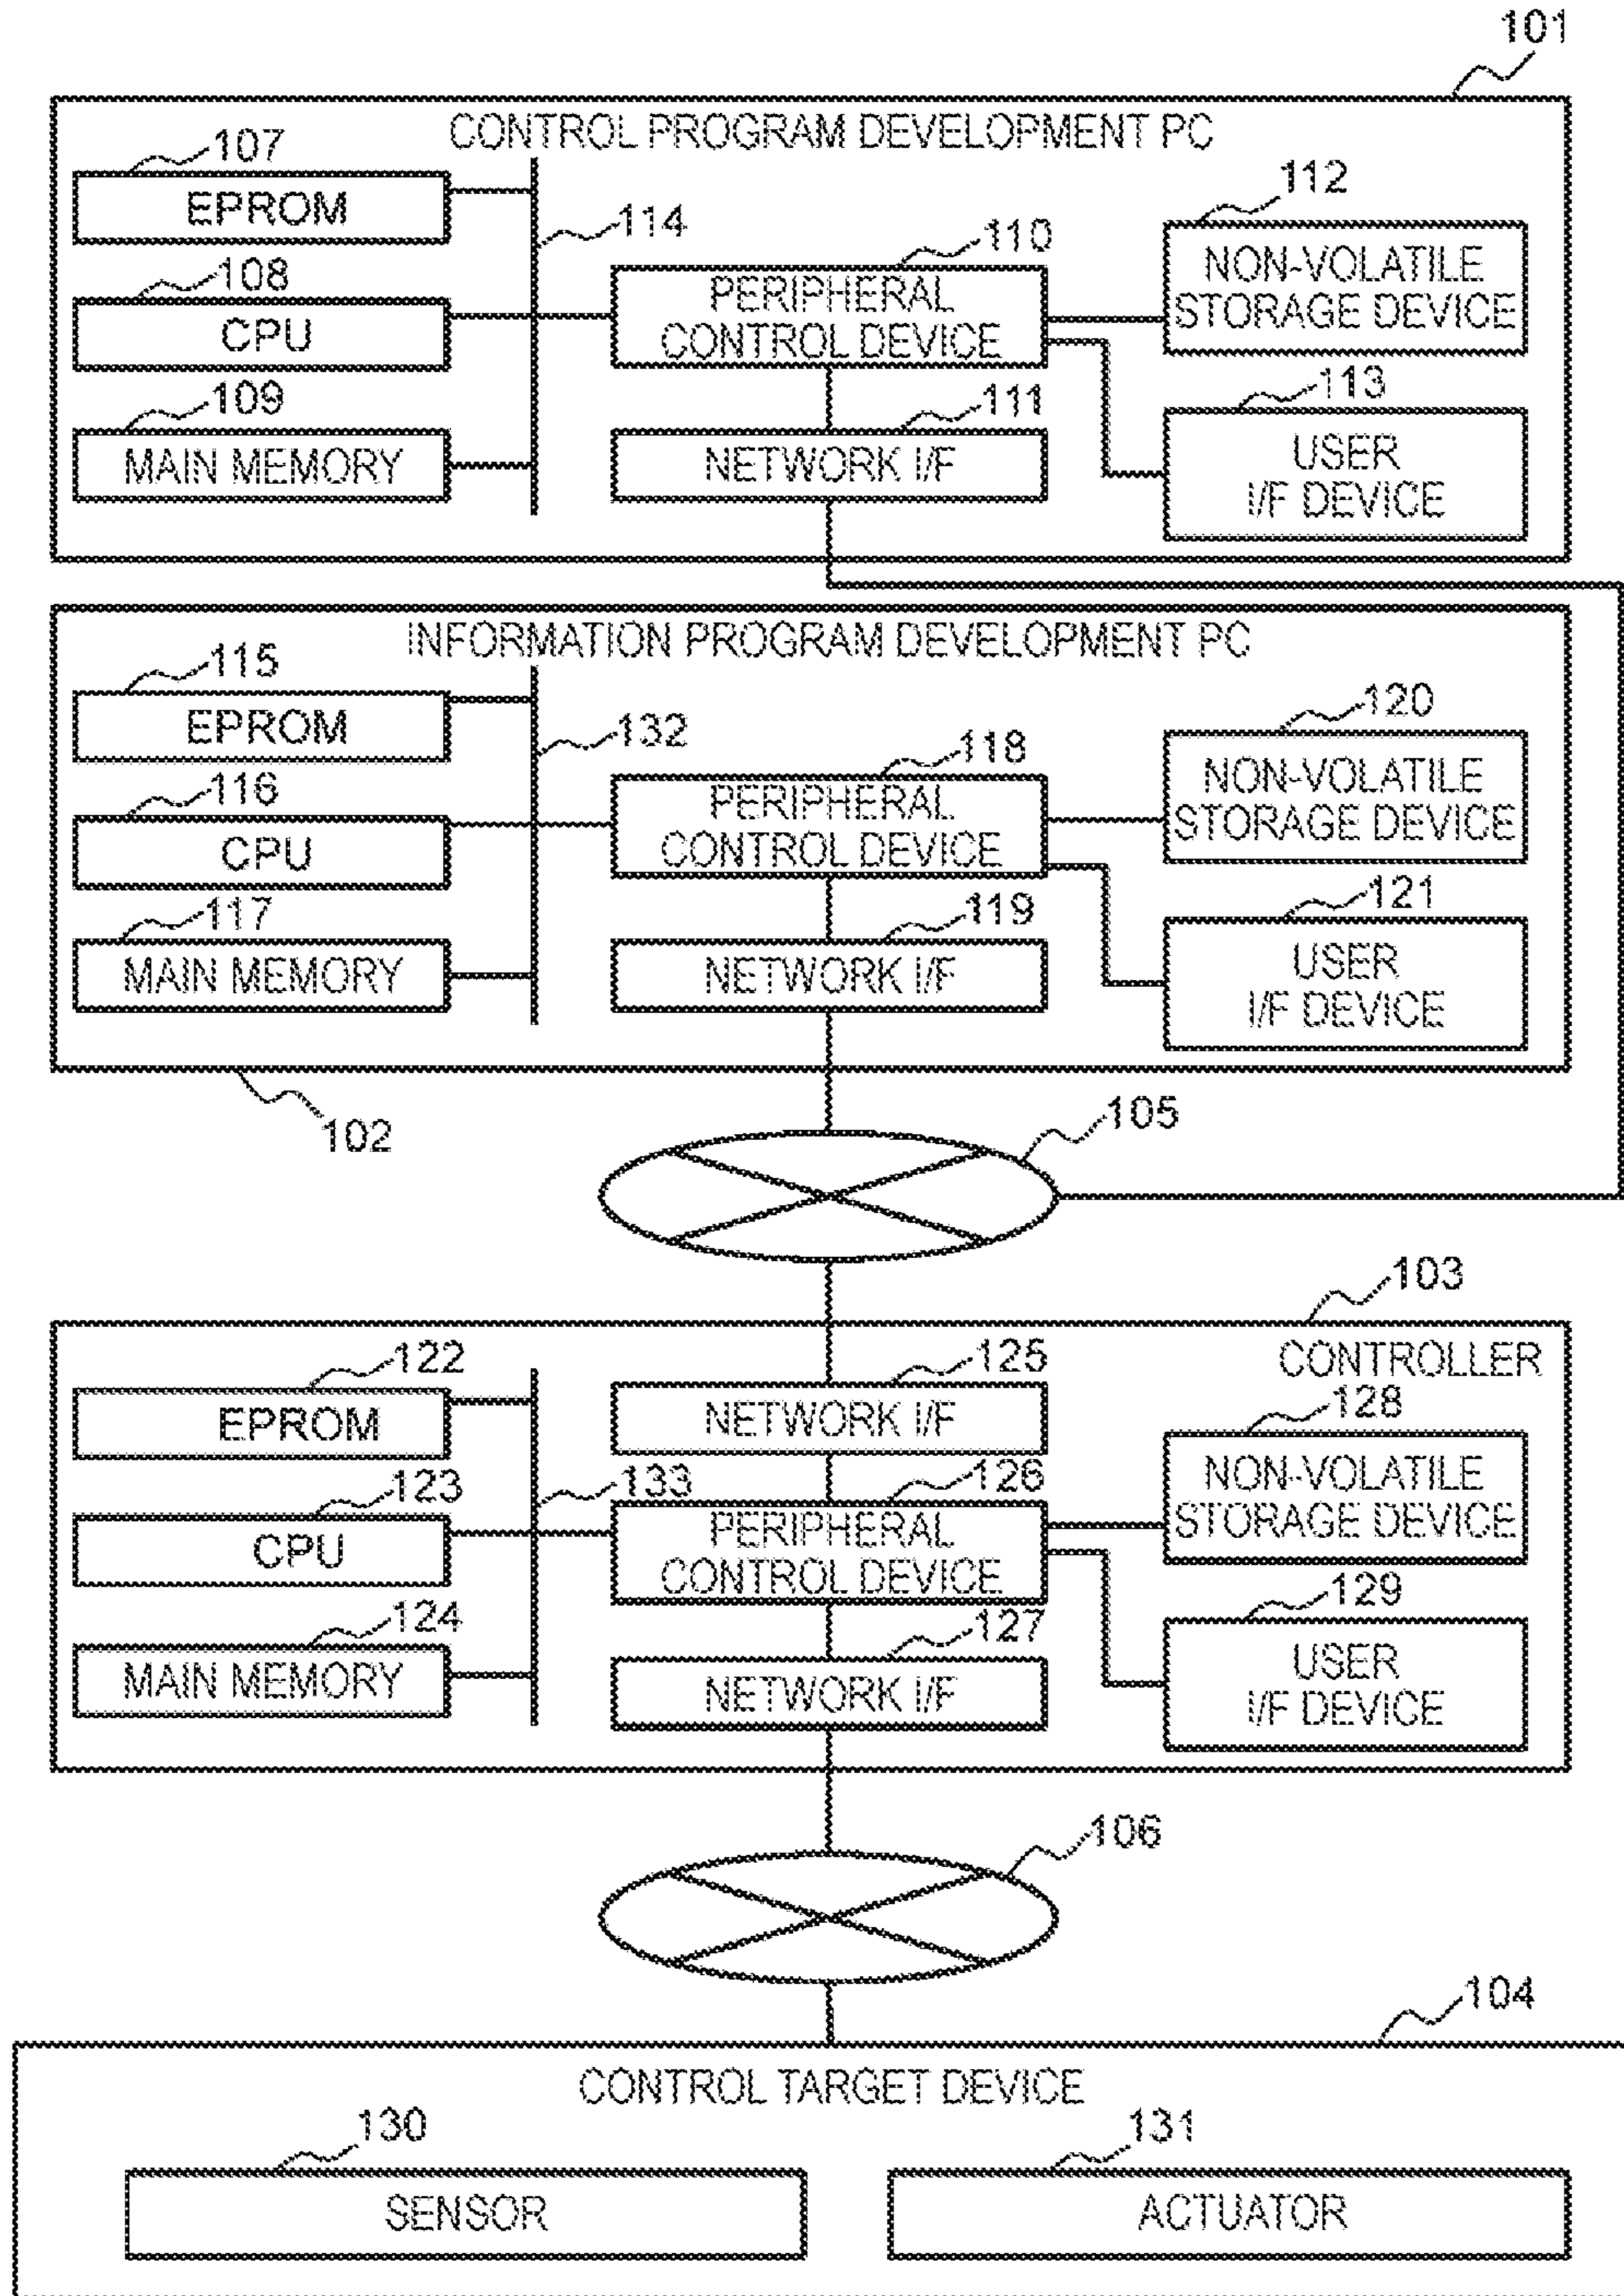 101
CONTROL PROGRAM DEVELOPMENT PC
107
EPROM
108
CPU
109
MAIN MEMORY
114
110
PERIPHERAL
CONTROL DEVICE
111
NETWORK I/F
112
NON-VOLATILE
STORAGE DEVICE
113
USER
I/F DEVICE
INFORMATION PROGRAM DEVELOPMENT PC
115
EPROM
116
CPU
117
MAIN MEMORY
132
118
PERIPHERAL
CONTROL DEVICE
119
NETWORK I/F
120
NON-VOLATILE
STORAGE DEVICE
121
USER
I/F DEVICE
102
105
103
CONTROLLER
122
EPROM
123
CPU
124
MAIN MEMORY
133
125
NETWORK I/F
126
PERIPHERAL
CONTROL DEVICE
127
NETWORK I/F
128
NON-VOLATILE
STORAGE DEVICE
129
USER
I/F DEVICE
106
104
CONTROL TARGET DEVICE
130
SENSOR
131
ACTUATOR